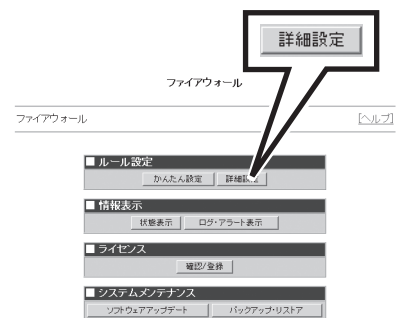 詳細設定
ファイアウォール
ファイアウォール [ヘルプ]
■ ルール設定
かんたん設定 詳細設定
■ 情報表示
状態表示 ログ・アラート表示
■ ライセンス
確認/登録
■ システムメンテナンス
ソフトウェアアップデート バックアップ・リストア